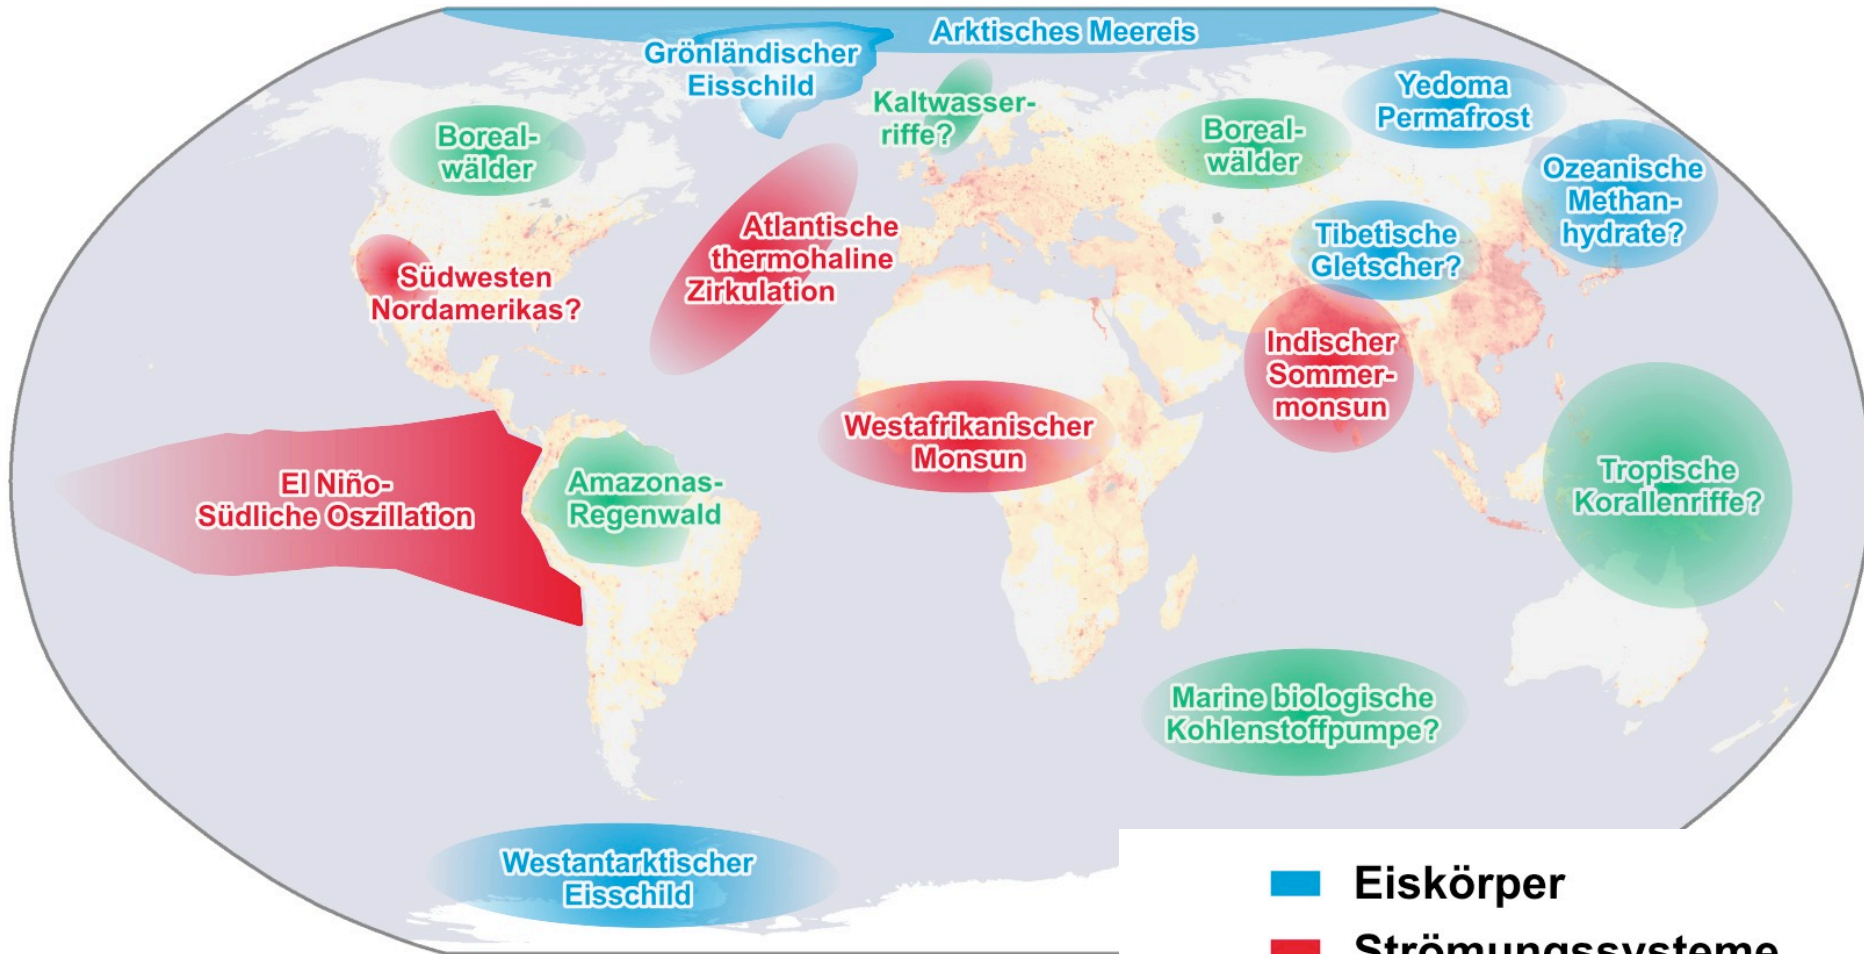 Arktisches Meereis
Grönländischer
Eisschild
Kaltwasser-
riffe?
Yedoma
Permafrost
Boreal-
wälder
Boreal-
wälder
Ozeanische
Methan-
hydrate?
Atlantische
thermohaline
Zirkulation
Tibetische
Gletscher?
Südwesten
Nordamerikas?
Indischer
Sommer-
monsun
Westafrikanischer
Monsun
El Niño-
Südliche Oszillation
Amazonas-
Regenwald
Tropische
Korallenriffe?
Marine biologische
Kohlenstoffpumpe?
Westantarktischer
Eisschild
Eiskörper
Strömungssysteme